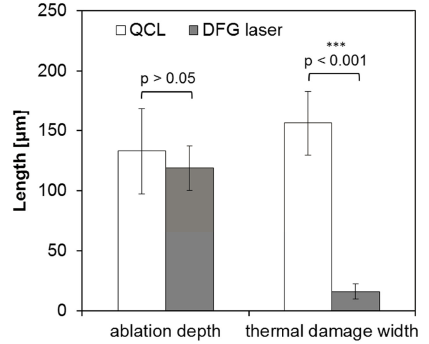 250
QCL DFG laser
***
p < 0.001
p > 0.05
200
150
100
50
0
Length [µm]
ablation depth thermal damage width